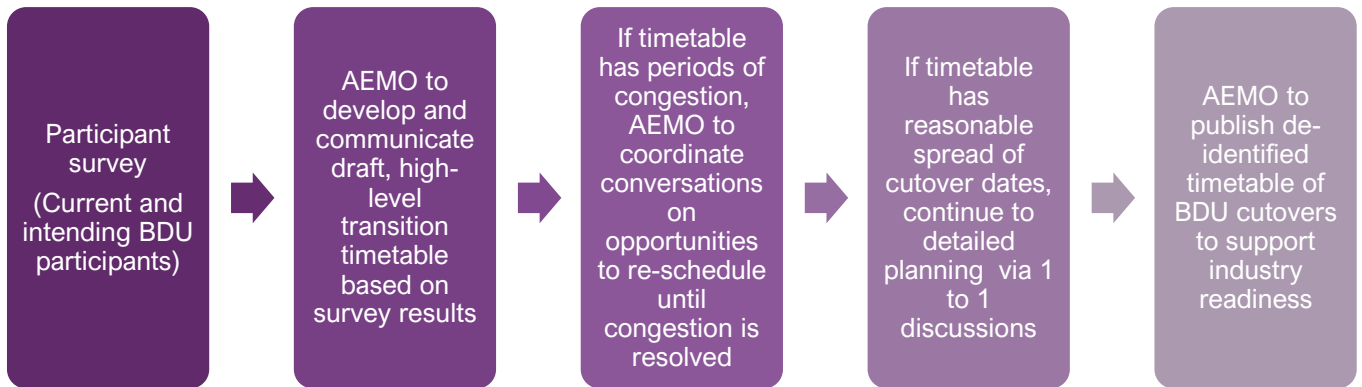 Participant
survey
(Current and
intending BDU
participants)
AEMO to
develop and
communicate
draft, high-
level
transition
timetable
based on
survey results
If timetable
has periods of
congestion,
AEMO to
coordinate
conversations
on
opportunities
to re-schedule
until
congestion is
resolved
If timetable
has
reasonable
spread of
cutover dates,
continue to
detailed
planning via 1
to 1
discussions
AEMO to
publish de-
identified
timetable of
BDU cutovers
to support
industry
readiness